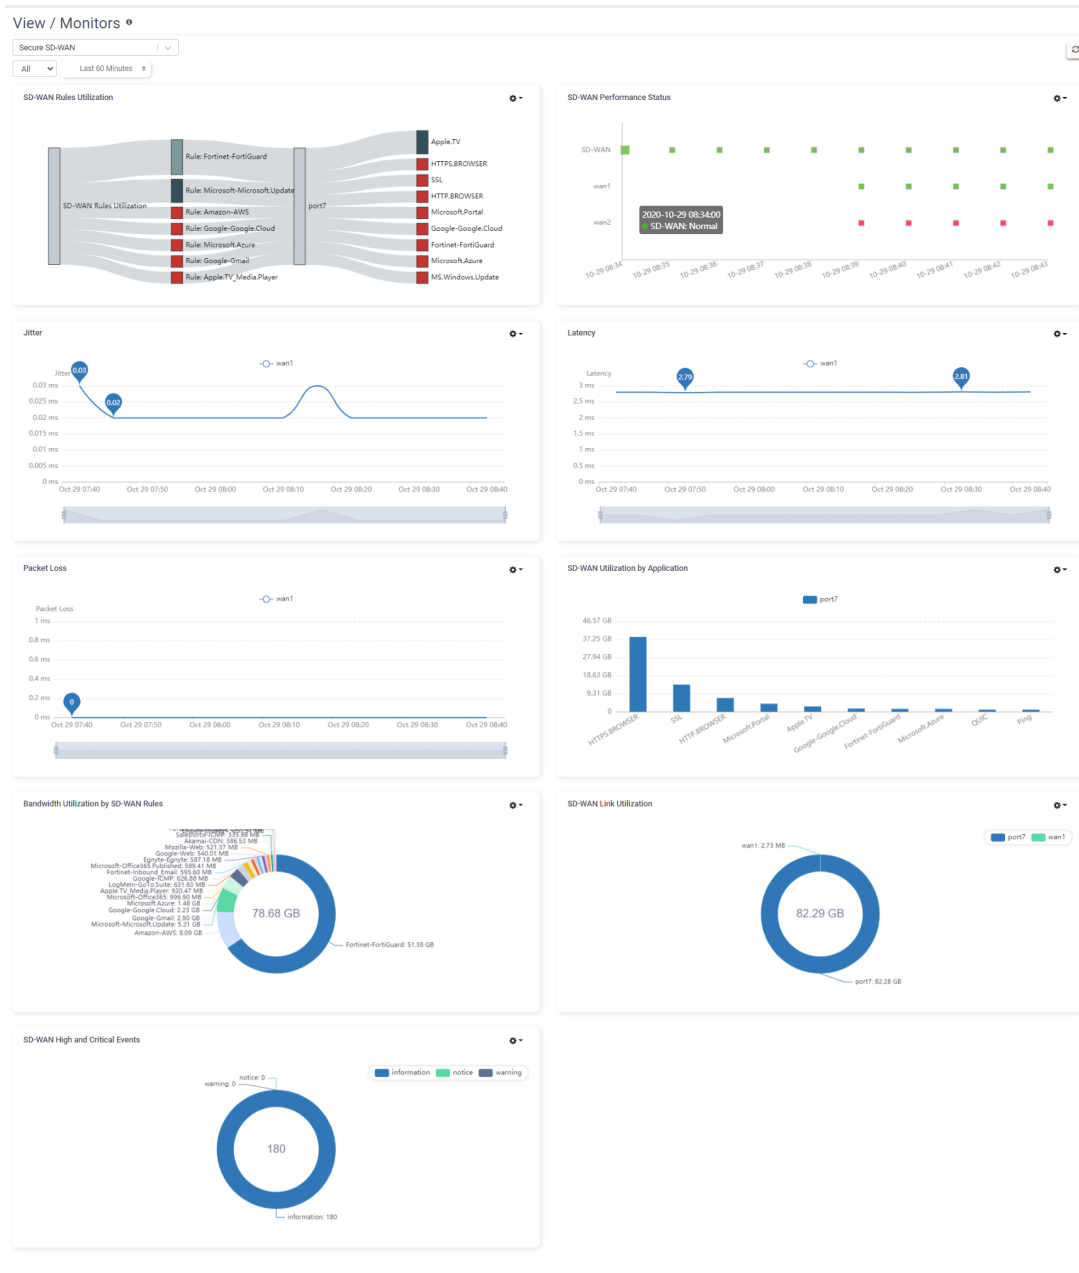 View / Monitors
Secure SD-WAN
All
Last 60 Minutes
SD-WAN Rules Utilization
SD-WAN Rules Utilization
Rule: Fortinet-FortiGuard
Rule: Microsoft-Microsoft.Update
Rule: Amazon-AWS
Rule: Google-Google.Cloud
Rule: Microsoft.Azure
Rule: Google-Gmail
Rule: Apple.TV_Media.Player
port7
Apple.TV
HTTPS.BROWSER
SSL
HTTP.BROWSER
Microsoft.Portal
Google-Google.Cloud
Fortinet-FortiGuard
Microsoft.Azure
MS.Windows.Update
SD-WAN Performance Status
SD-WAN
wan1
wan2
2020-10-29 08:34:00
SD-WAN: Normal
10-29 08:34
10-29 08:35
10-29 08:36
10-29 08:37
10-29 08:38
10-29 08:39
10-29 08:40
10-29 08:41
10-29 08:42
10-29 08:43
Jitter
wan1
Jitter
0.03
0.02
0.03 ms
0.025 ms
0.02 ms
0.015 ms
0.01 ms
0.005 ms
0 ms
Oct 29 07:40
Oct 29 07:50
Oct 29 08:00
Oct 29 08:10
Oct 29 08:20
Oct 29 08:30
Oct 29 08:40
Latency
wan1
Latency
2.79
2.81
3 ms
2.5 ms
2 ms
1.5 ms
1 ms
0.5 ms
0 ms
Oct 29 07:40
Oct 29 07:50
Oct 29 08:00
Oct 29 08:10
Oct 29 08:20
Oct 29 08:30
Oct 29 08:40
Packet Loss
wan1
Packet Loss
1 ms
0.8 ms
0.6 ms
0.4 ms
0.2 ms
0 ms
0
Oct 29 07:40
Oct 29 07:50
Oct 29 08:00
Oct 29 08:10
Oct 29 08:20
Oct 29 08:30
Oct 29 08:40
SD-WAN Utilization by Application
port7
46.57 GB
37.25 GB
27.94 GB
18.63 GB
9.31 GB
0
HTTPS.BROWSER
SSL
HTTP.BROWSER
Microsoft.Portal
Apple.TV
Google-Google.Cloud
Fortinet-FortiGuard
Microsoft.Azure
QUIC
Ping
Bandwidth Utilization by SD-WAN Rules
Salesforce-ICMP: 335.98 MB
Akamai-CDN: 386.53 MB
Mozilla-Web: 521.37 MB
Google-Web: 540.01 MB
Egnyte-Egnyte: 587.18 MB
Microsoft-Office365.Published: 589.41 MB
Fortinet-Inbound_Email: 595.60 MB
Google-ICMP: 626.88 MB
LogMeIn-GoTo.Suite: 631.63 MB
Apple.TV_Media.Player: 920.47 MB
Microsoft-Office365: 996.90 MB
Microsoft.Azure: 1.48 GB
Google-Google.Cloud: 2.23 GB
Google-Gmail: 2.90 GB
Microsoft-Microsoft.Update: 5.21 GB
Amazon-AWS: 8.09 GB
78.68 GB
Fortinet-FortiGuard: 51.38 GB
SD-WAN Link Utilization
port7
wan1
wan1: 2.73 MB
82.29 GB
port7: 82.28 GB
SD-WAN High and Critical Events
information
notice
warning
notice: 0
warning: 0
180
information: 180